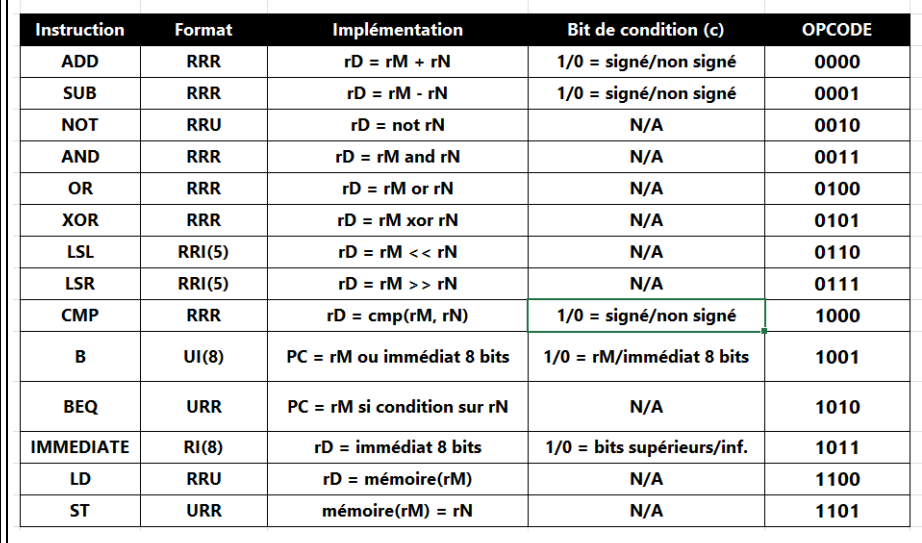 Instruction Format Implémentation Bit de condition (c) OPCODE
ADD RRR rD = rM + rN 1/0 = signé/non signé 0000
SUB RRR rD = rM - rN 1/0 = signé/non signé 0001
NOT RRU rD = not rN N/A 0010
AND RRR rD = rM and rN N/A 0011
OR RRR rD = rM or rN N/A 0100
XOR RRR rD = rM xor rN N/A 0101
LSL RRI(5) rD = rM << rN N/A 0110
LSR RRI(5) rD = rM >> rN N/A 0111
CMP RRR rD = cmp(rM, rN) 1/0 = signé/non signé 1000
B UI(8) PC = rM ou immédiat 8 bits 1/0 = rM/immédiat 8 bits 1001
BEQ URR PC = rM si condition sur rN N/A 1010
IMMEDIATE RI(8) rD = immédiat 8 bits 1/0 = bits supérieurs/inf. 1011
LD RRU rD = mémoire(rM) N/A 1100
ST URR mémoire(rM) = rN N/A 1101